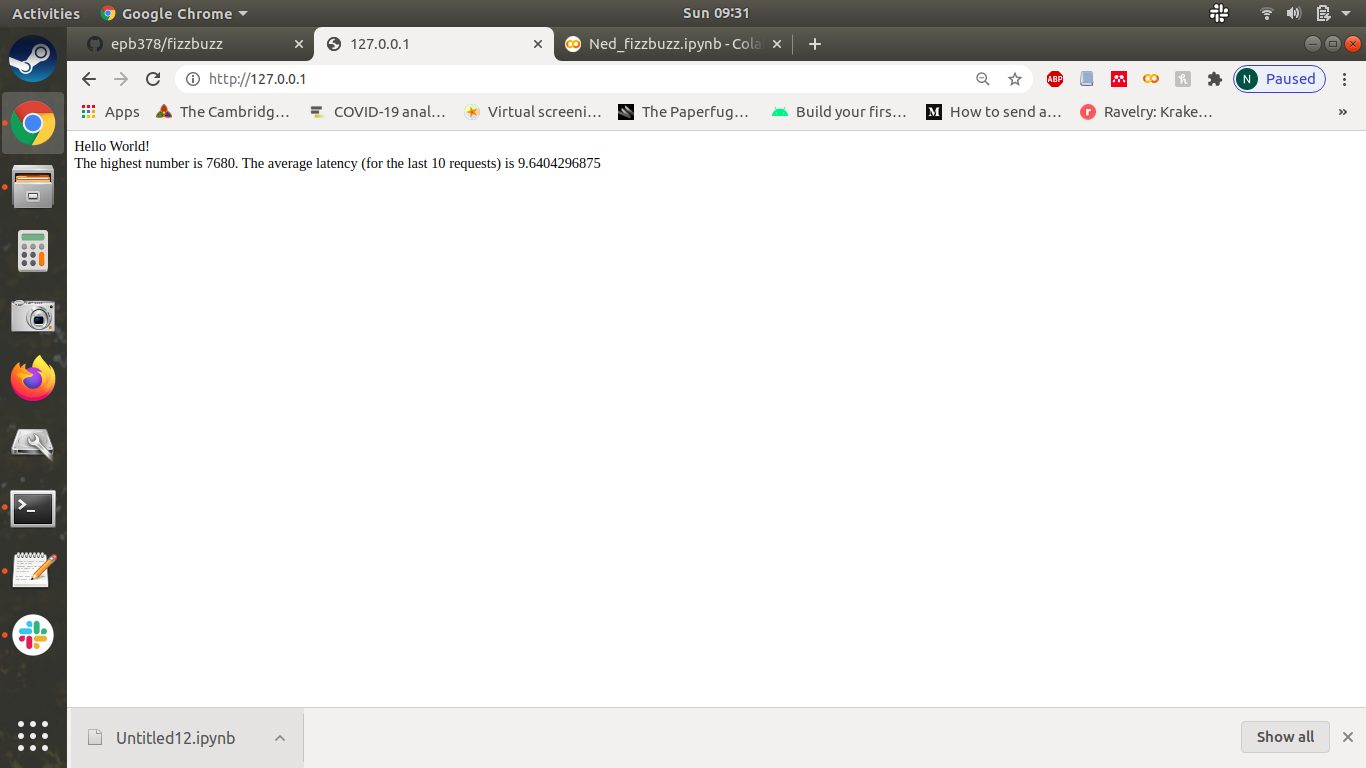 Activities
Google Chrome
Sun 09:31
epb378/fizzbuzz
127.0.0.1
Ned_fizzbuzz.ipynb - Cola
http://127.0.0.1
ABP
N
Paused
Apps
The Cambridg…
COVID-19 anal…
Virtual screeni…
The Paperfug…
Build your firs…
M
How to send a…
r
Ravelry: Krake…
»
Hello World!
The highest number is 7680. The average latency (for the last 10 requests) is 9.6404296875
Untitled12.ipynb
Show all